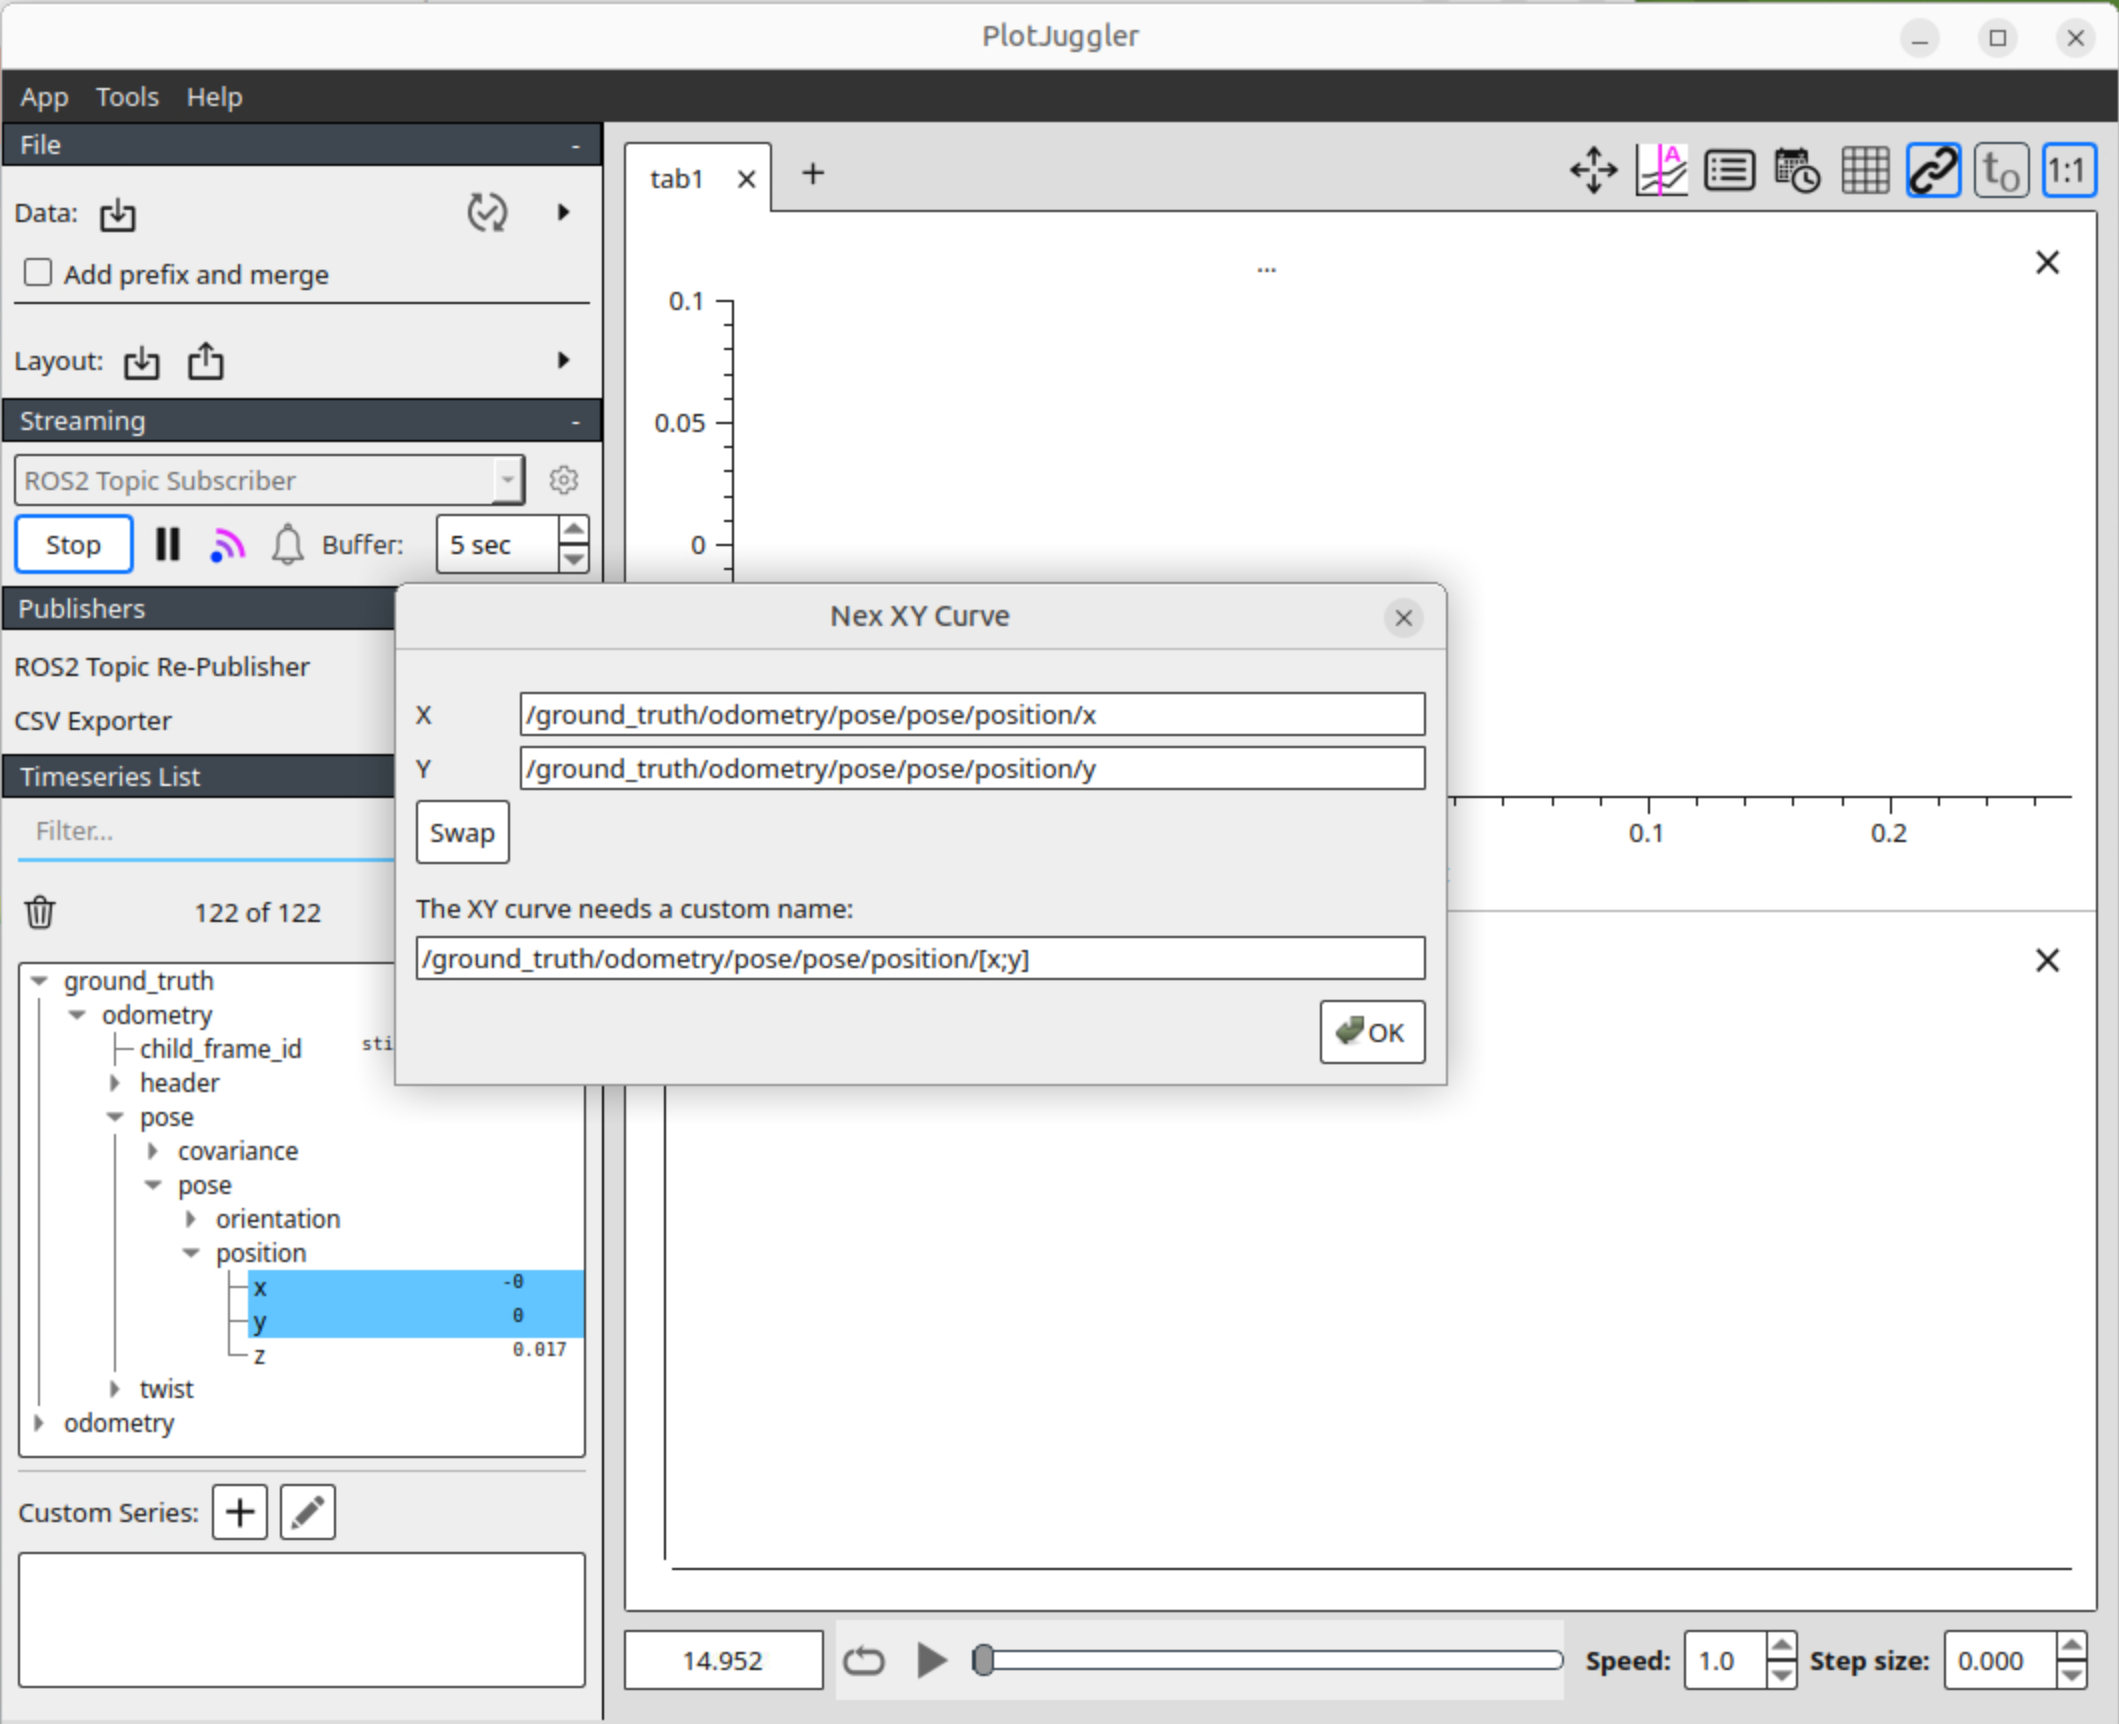 PlotJuggler
App Tools Help
File -
Data:
Add prefix and merge
Layout:
Streaming -
ROS2 Topic Subscriber
Stop Buffer: 5 sec
Publishers
ROS2 Topic Re-Publisher
CSV Exporter
Timeseries List
Filter...
122 of 122
ground_truth
odometry
child_frame_id sti
header
pose
covariance
pose
orientation
position
x -0
y 0
z 0.017
twist
odometry
Custom Series:
tab1
A
t0
1:1
...
0.1
0.05
0
0.1 0.2
Nex XY Curve
X /ground_truth/odometry/pose/pose/position/x
Y /ground_truth/odometry/pose/pose/position/y
Swap
The XY curve needs a custom name:
/ground_truth/odometry/pose/pose/position/[x;y]
OK
14.952 Speed: 1.0 Step size: 0.000